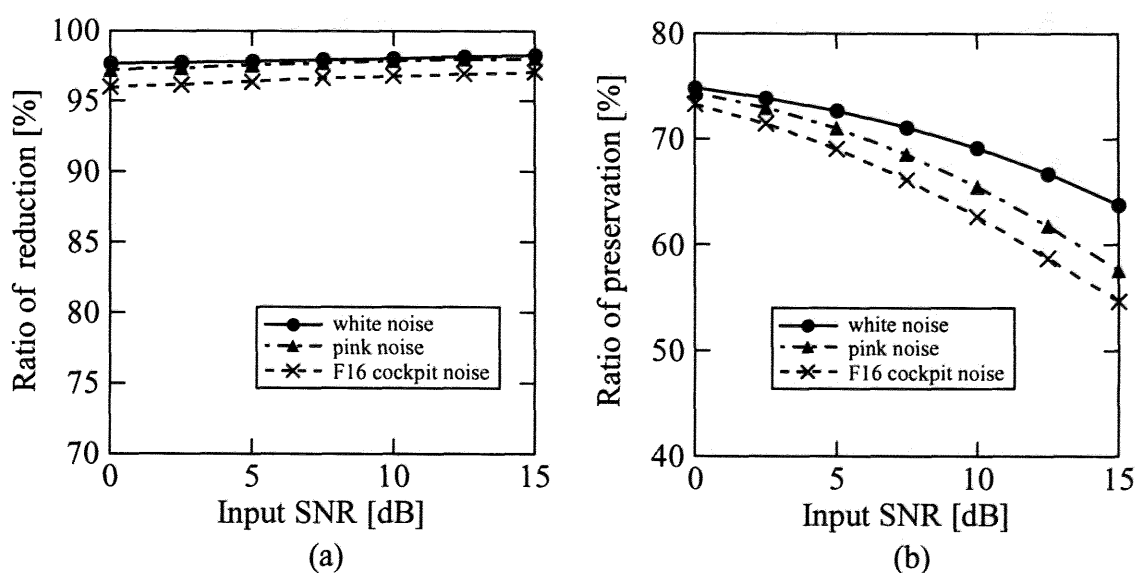 100
95
90
85
80
75
70
Ratio of reduction [%]
white noise
pink noise
F16 cockpit noise
0
5
10
15
Input SNR [dB]
(a)
80
70
60
50
40
Ratio of preservation [%]
white noise
pink noise
F16 cockpit noise
0
5
10
15
Input SNR [dB]
(b)